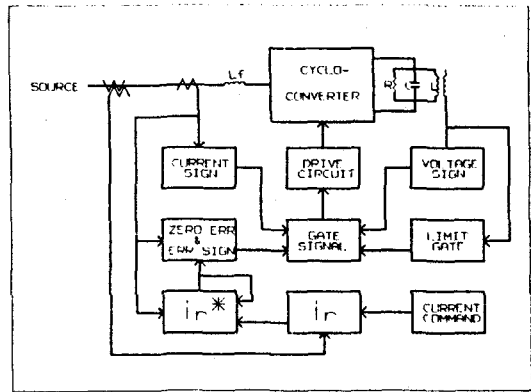 SOURCE
Lf
CYCLO-
CONVERTER
R
C
L
CURRENT
SIGN
DRIVE
CIRCUIT
VOLTAGE
SIGN
ZERO ERR
&
ERR SIGN
GATE
SIGNAL
LIMIT
GATE
ir*
ir
CURRENT
COMMAND